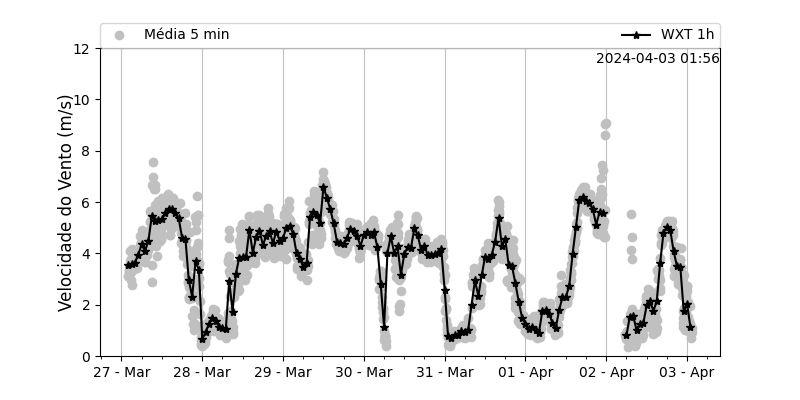 Média 5 min
WXT 1h
2024-04-03 01:56
Velocidade do Vento (m/s)
12
10
8
6
4
2
0
27 - Mar
28 - Mar
29 - Mar
30 - Mar
31 - Mar
01 - Apr
02 - Apr
03 - Apr